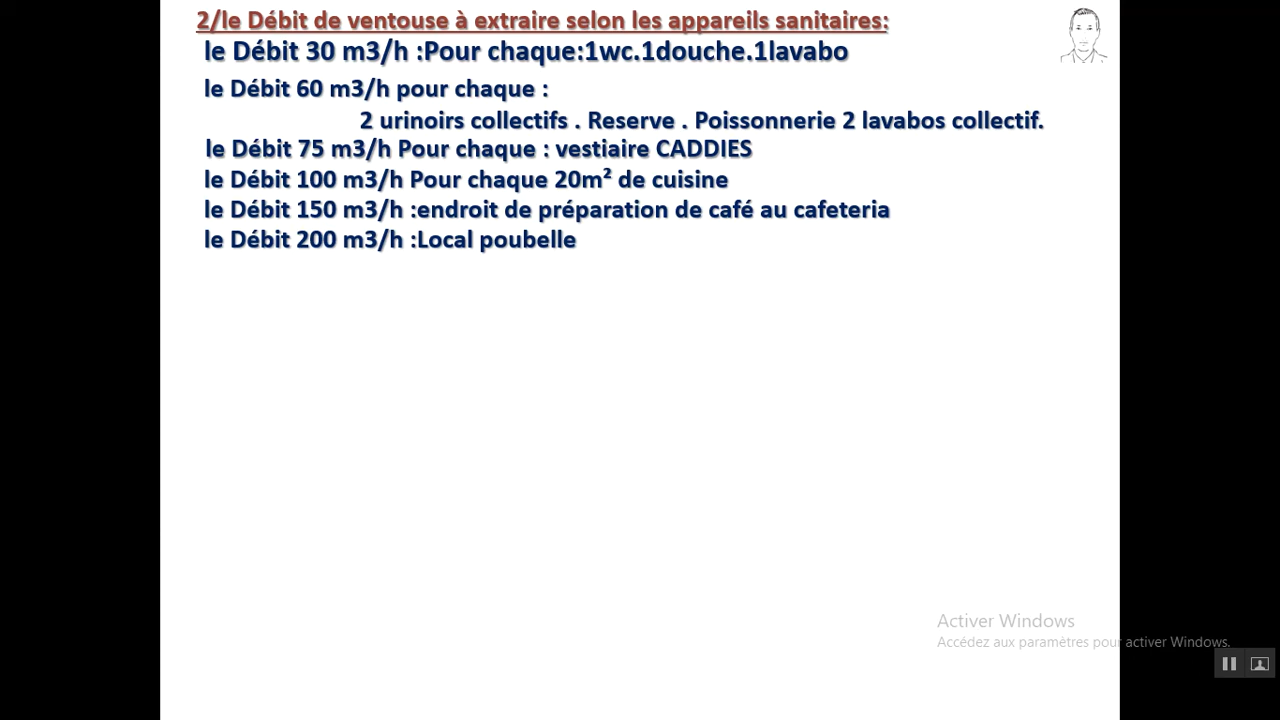 2/le Débit de ventouse à extraire selon les appareils sanitaires:
le Débit 30 m3/h :Pour chaque:1wc.1douche.1lavabo
le Débit 60 m3/h pour chaque :
2 urinoirs collectifs . Reserve . Poissonnerie 2 lavabos collectif.
le Débit 75 m3/h Pour chaque : vestiaire CADDIES
le Débit 100 m3/h Pour chaque 20m² de cuisine
le Débit 150 m3/h :endroit de préparation de café au cafeteria
le Débit 200 m3/h :Local poubelle
Activer Windows
Accédez aux paramètres pour activer Windows.